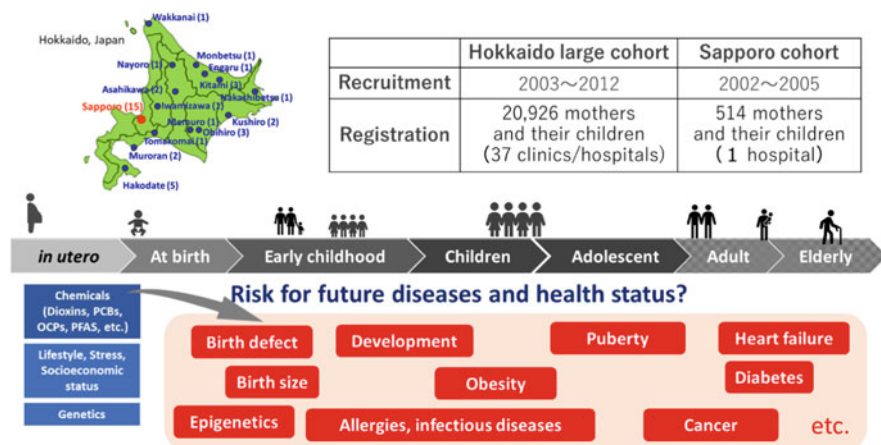 Hokkaido, Japan
Wakkanai (1)
Monbetsu (1)
Nayoro (1)
Engaru (1)
Kitami (3)
Asahikawa (2)
Nakashibetsu (1)
Sapporo (15)
Iwamizawa (2)
Memuro (1)
Kushiro (2)
Obihiro (3)
Tomakomai (1)
Muroran (2)
Hakodate (5)
Hokkaido large cohort
Sapporo cohort
Recruitment
2003～2012
2002～2005
Registration
20,926 mothers
and their children
(37 clinics/hospitals)
514 mothers
and their children
(1 hospital)
in utero
At birth
Early childhood
Children
Adolescent
Adult
Elderly
Chemicals
(Dioxins, PCBs,
OCPs, PFAS, etc.)
Lifestyle, Stress,
Socioeconomic
status
Genetics
Risk for future diseases and health status?
Birth defect
Development
Puberty
Heart failure
Birth size
Obesity
Diabetes
Epigenetics
Allergies, infectious diseases
Cancer
etc.